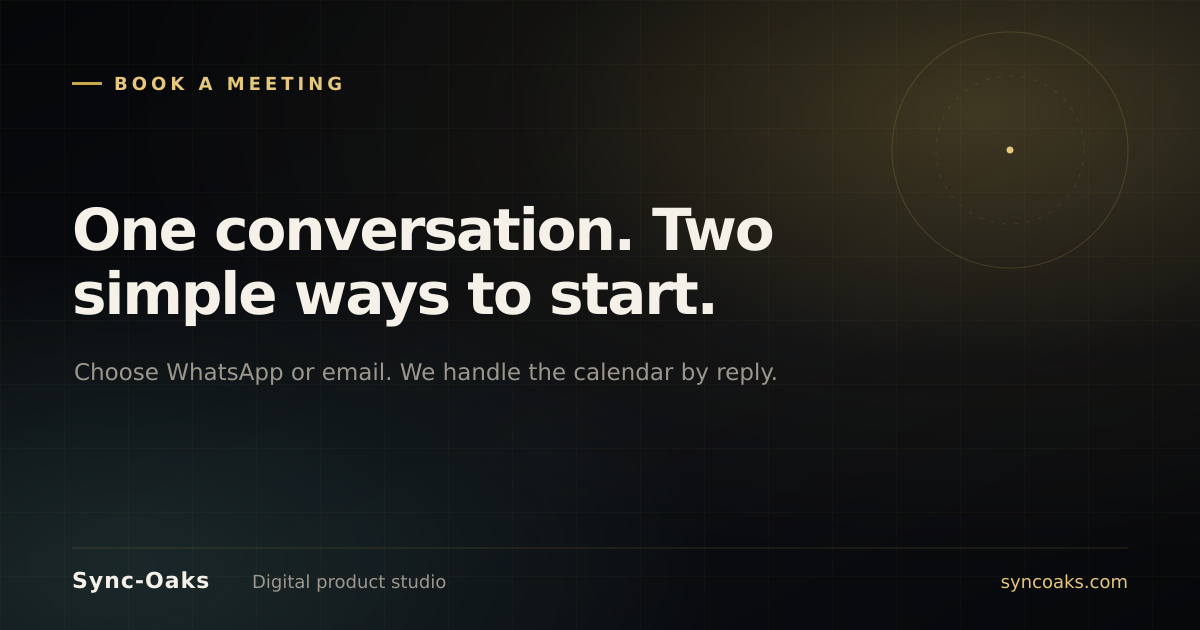 BOOK A MEETING
One conversation. Two
simple ways to start.
Choose WhatsApp or email. We handle the calendar by reply.
Sync-Oaks
Digital product studio
syncoaks.com